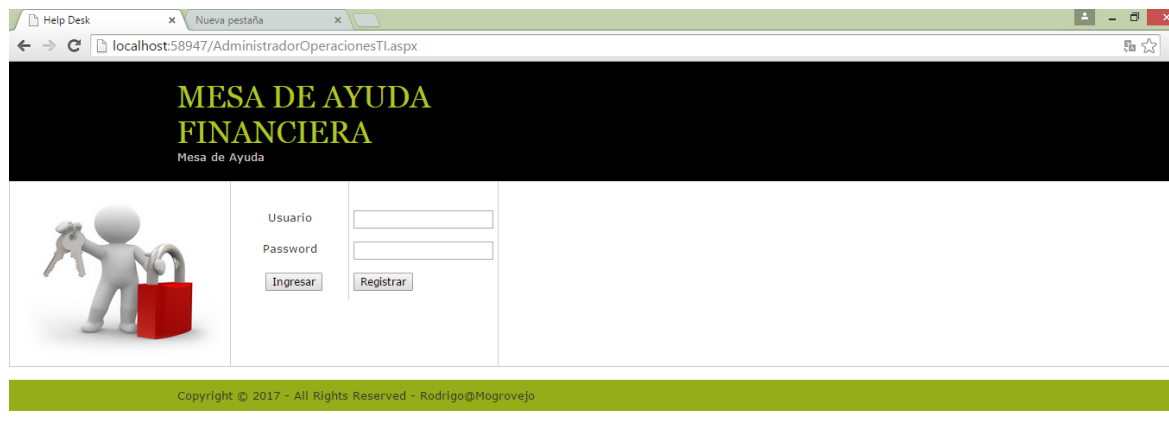 Help Desk
Nueva pestaña
localhost:58947/AdministradorOperacionesTI.aspx
MESA DE AYUDA
FINANCIERA
Mesa de Ayuda
Usuario
Password
Ingresar
Registrar
Copyright © 2017 - All Rights Reserved - Rodrigo@Mogrovejo